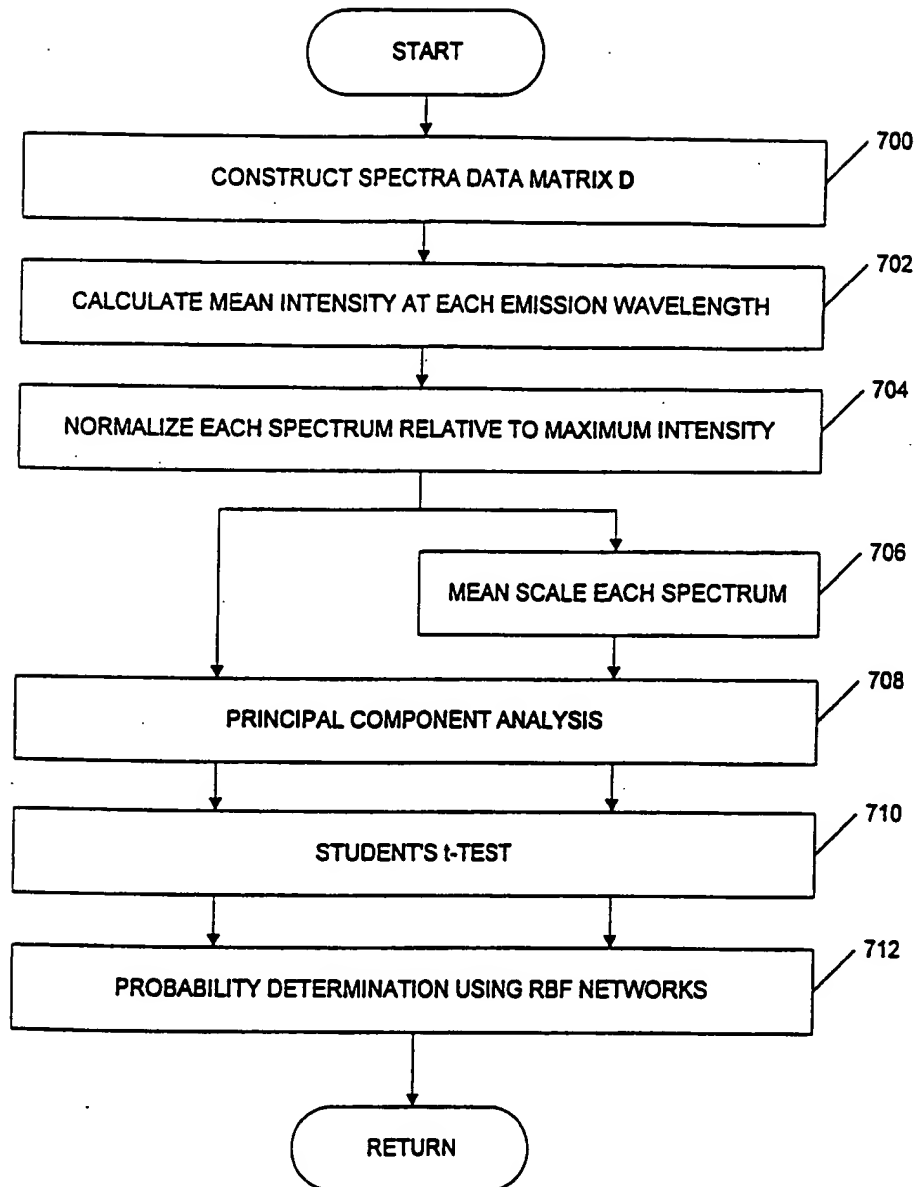 START
700
CONSTRUCT SPECTRA DATA MATRIX D
702
CALCULATE MEAN INTENSITY AT EACH EMISSION WAVELENGTH
704
NORMALIZE EACH SPECTRUM RELATIVE TO MAXIMUM INTENSITY
706
MEAN SCALE EACH SPECTRUM
708
PRINCIPAL COMPONENT ANALYSIS
710
STUDENT'S t-TEST
712
PROBABILITY DETERMINATION USING RBF NETWORKS
RETURN